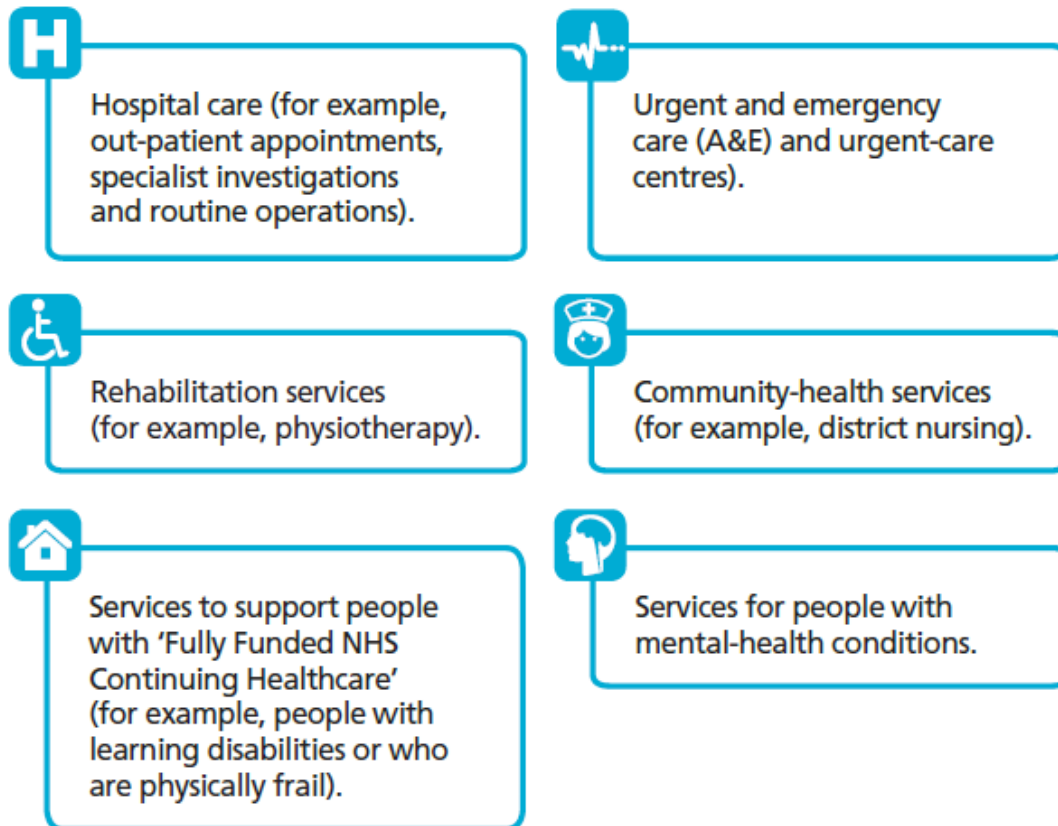 H
Hospital care (for example,
out-patient appointments,
specialist investigations
and routine operations).
Urgent and emergency
care (A&E) and urgent-care
centres).
Rehabilitation services
(for example, physiotherapy).
Community-health services
(for example, district nursing).
Services to support people
with ‘Fully Funded NHS
Continuing Healthcare’
(for example, people with
learning disabilities or who
are physically frail).
Services for people with
mental-health conditions.